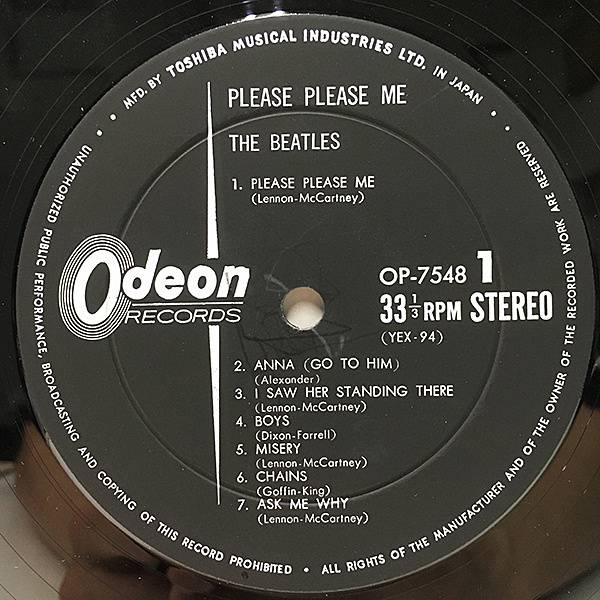 MFD. BY TOSHIBA MUSICAL INDUSTRIES LTD. IN JAPAN
PLEASE PLEASE ME
THE BEATLES
1. PLEASE PLEASE ME
(Lennon-McCartney)
Odeon
RECORDS
OP-7548 1
33 1/3 RPM STEREO
(YEX-94)
2. ANNA (GO TO HIM)
(Alexander)
3. I SAW HER STANDING THERE
(Lennon-McCartney)
4. BOYS
(Dixon-Farrell)
5. MISERY
(Lennon-McCartney)
6. CHAINS
(Goffin-King)
7. ASK ME WHY
(Lennon-McCartney)
UNAUTHORIZED PUBLIC PERFORMANCE, BROADCASTING AND COPYING OF THIS RECORD PROHIBITED • ALL RIGHTS OF THE MANUFACTURER AND OF THE OWNER OF THE RECORDED WORK ARE RESERVED